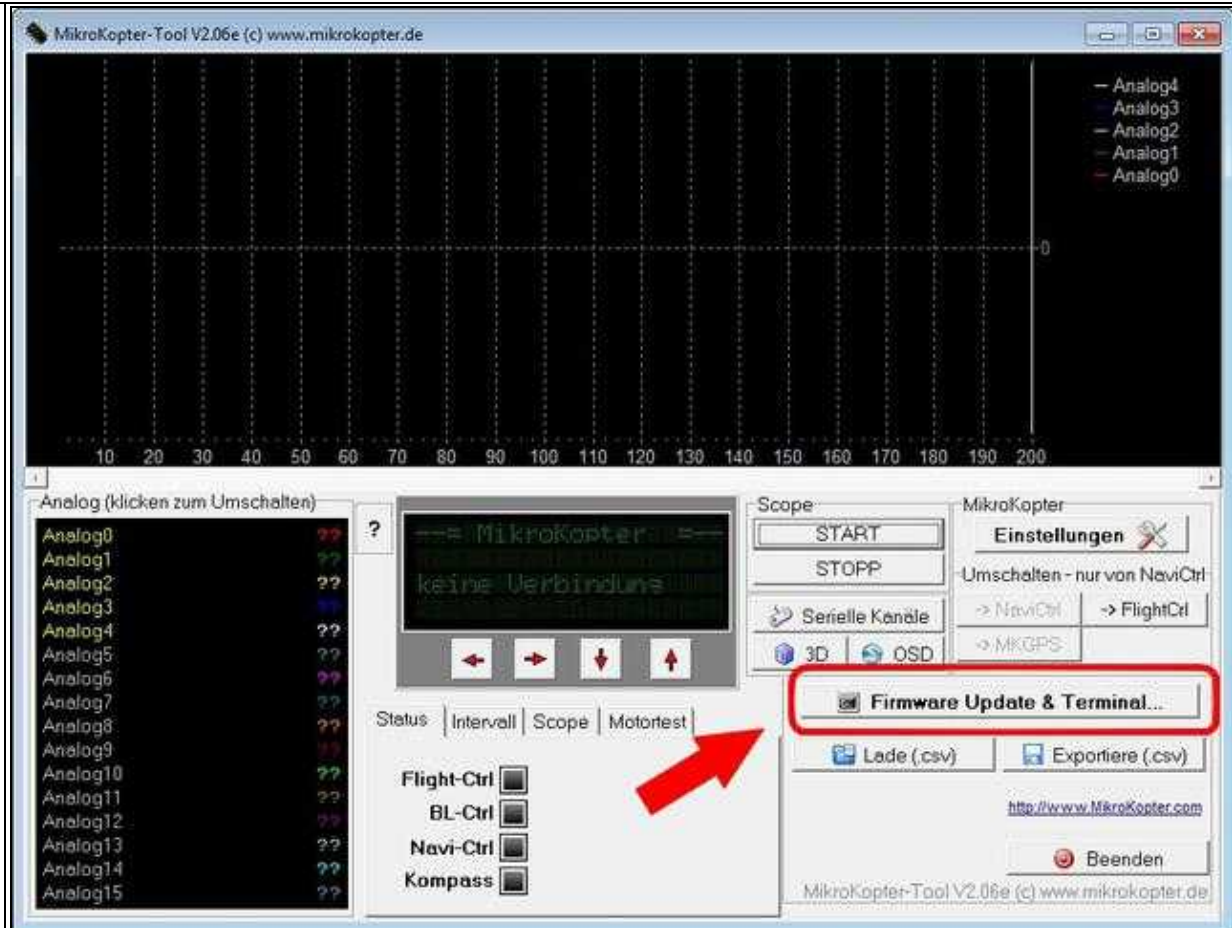 MikroKopter-Tool V2.06e (c) www.mikrokopter.de
Analog4
Analog3
Analog2
Analog1
Analog0
0
10 20 30 40 50 60 70 80 90 100 110 120 130 140 150 160 170 180 190 200
Analog (klicken zum Umschalten)
Analog0 ??
Analog1 ??
Analog2 ??
Analog3 ??
Analog4 ??
Analog5 ??
Analog6 ??
Analog7 ??
Analog8 ??
Analog9 ??
Analog10 ??
Analog11 ??
Analog12 ??
Analog13 ??
Analog14 ??
Analog15 ??
?
--= MikroKopter =--
keine Verbindung
Status Intervall Scope Motortest
Flight-Ctrl
BL-Ctrl
Navi-Ctrl
Kompass
Scope
START
STOPP
Serielle Kanäle
3D OSD
MikroKopter
Einstellungen
Umschalten - nur von NaviCtrl
-> NaviCtrl -> FlightCrl
-> MKGPS
Firmware Update & Terminal...
Lade (.csv) Exportiere (.csv)
http://www.MikroKopter.com
Beenden
MikroKopter-Tool V2.06e (c) www.mikrokopter.de